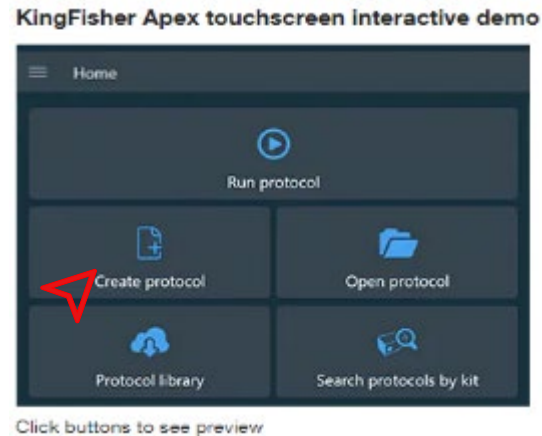 KingFisher Apex touchscreen interactive demo
Home
Run protocol
Create protocol
Open protocol
Protocol library
Search protocols by kit
Click buttons to see preview